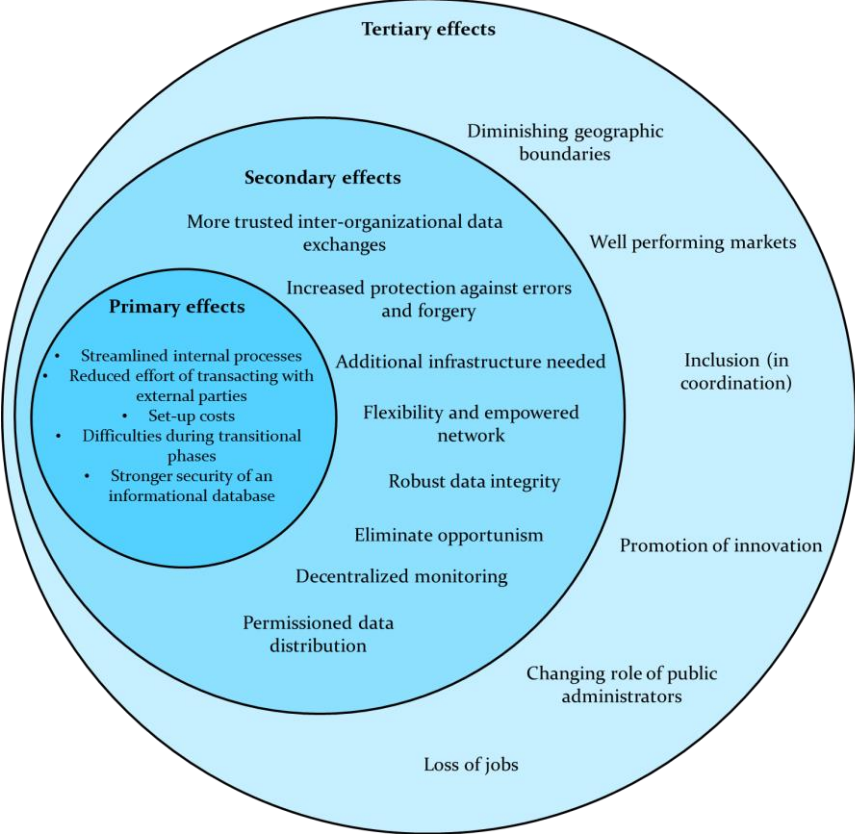 Tertiary effects
Diminishing geographic
boundaries
Well performing markets
Inclusion (in
coordination)
Promotion of innovation
Changing role of public
administrators
Loss of jobs
Secondary effects
More trusted inter-organizational data
exchanges
Increased protection against errors
and forgery
Additional infrastructure needed
Flexibility and empowered
network
Robust data integrity
Eliminate opportunism
Decentralized monitoring
Permissioned data
distribution
Primary effects
• Streamlined internal processes
• Reduced effort of transacting with
external parties
• Set-up costs
• Difficulties during transitional
phases
• Stronger security of an
informational database